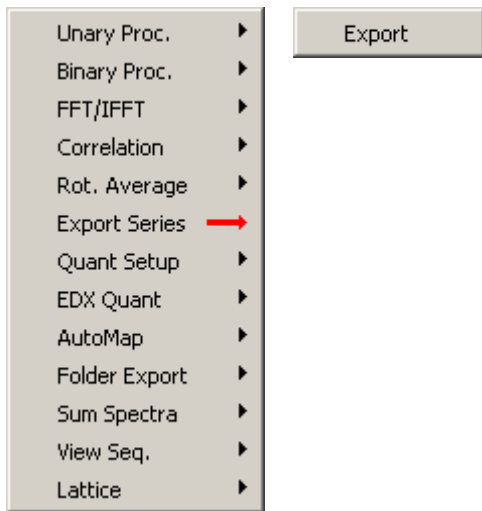 Unary Proc.
Binary Proc.
FFT/IFFT
Correlation
Rot. Average
Export Series
Quant Setup
EDX Quant
AutoMap
Folder Export
Sum Spectra
View Seq.
Lattice
Export